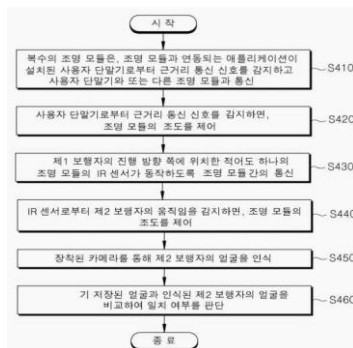 시 작
복수의 조명 모듈은, 조명 모듈과 연동되는 애플리케이션이
설치된 사용자 단말기로부터 근거리 통신 신호를 감지하고
사용자 단말기와 또는 다른 조명 모듈과 통신
S410
사용자 단말기로부터 근거리 통신 신호를 감지하면,
조명 모듈의 조도를 제어
S420
제1 보행자의 진행 방향 쪽에 위치한 적어도 하나의
조명 모듈의 IR 센서가 동작하도록 조명 모듈간의 통신
S430
IR 센서로부터 제2 보행자의 움직임을 감지하면, 조명 모듈의
조도를 제어
S440
장착된 카메라를 통해 제2 보행자의 얼굴을 인식
S450
기 저장된 얼굴과 인식된 제2 보행자의 얼굴을
비교하여 일치 여부를 판단
S460
종 료